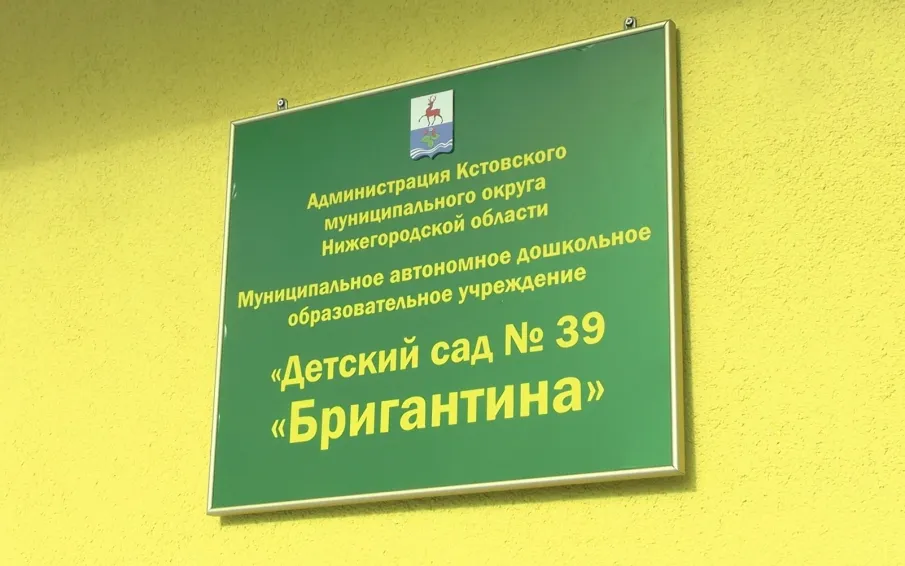 Администрация Кстовского
муниципального округа
Нижегородской области
Муниципальное автономное дошкольное
образовательное учреждение
«Детский сад № 39
«Бригантина»